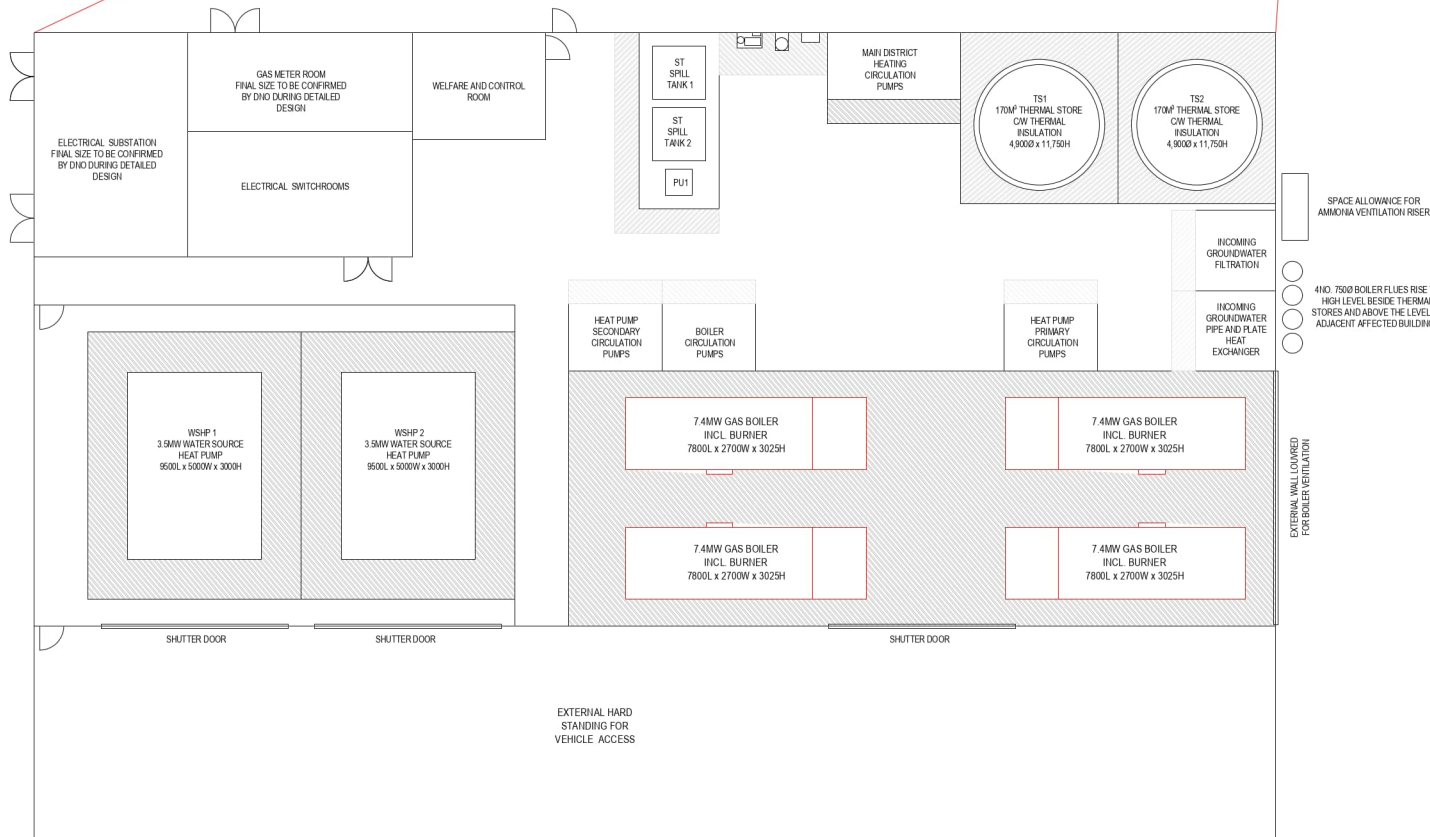 GAS METER ROOM
FINAL SIZE TO BE CONFIRMED
BY DNO DURING DETAILED
DESIGN
WELFARE AND CONTROL
ROOM
ELECTRICAL SUBSTATION
FINAL SIZE TO BE CONFIRMED
BY DNO DURING DETAILED
DESIGN
ELECTRICAL SWITCHROOMS
ST
SPILL
TANK 1
ST
SPILL
TANK 2
PU1
MAIN DISTRICT
HEATING
CIRCULATION
PUMPS
TS1
170M³ THERMAL STORE
C/W THERMAL
INSULATION
4,900Ø x 11,750H
TS2
170M³ THERMAL STORE
C/W THERMAL
INSULATION
4,900Ø x 11,750H
SPACE ALLOWANCE FOR
AMMONIA VENTILATION RISER
INCOMING
GROUNDWATER
FILTRATION
INCOMING
GROUNDWATER
PIPE AND PLATE
HEAT
EXCHANGER
4NO. 750Ø BOILER FLUES RISE
HIGH LEVEL BESIDE THERMA
STORES AND ABOVE THE LEVEL
ADJACENT AFFECTED BUILDING
HEAT PUMP
SECONDARY
CIRCULATION
PUMPS
BOILER
CIRCULATION
PUMPS
HEAT PUMP
PRIMARY
CIRCULATION
PUMPS
WSHP 1
3.5MW WATER SOURCE
HEAT PUMP
9500L x 5000W x 3000H
WSHP 2
3.5MW WATER SOURCE
HEAT PUMP
9500L x 5000W x 3000H
7.4MW GAS BOILER
INCL. BURNER
7800L x 2700W x 3025H
7.4MW GAS BOILER
INCL. BURNER
7800L x 2700W x 3025H
7.4MW GAS BOILER
INCL. BURNER
7800L x 2700W x 3025H
7.4MW GAS BOILER
INCL. BURNER
7800L x 2700W x 3025H
EXTERNAL WALL LOUVRED
FOR BOILER VENTILATION
SHUTTER DOOR
SHUTTER DOOR
SHUTTER DOOR
EXTERNAL HARD
STANDING FOR
VEHICLE ACCESS